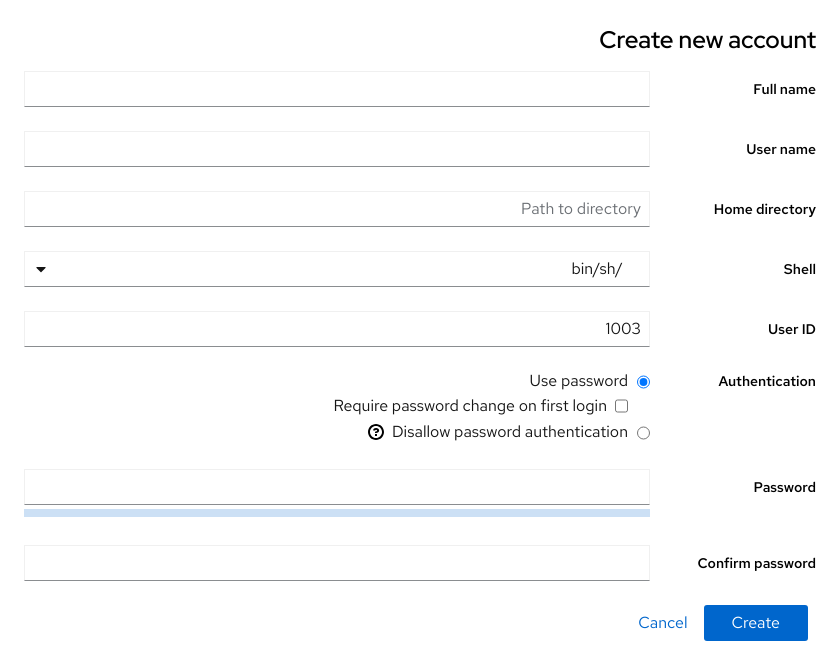 Create new account
Full name
User name
Home directory
Path to directory
Shell
bin/sh/
User ID
1003
Authentication
Use password
Require password change on first login
Disallow password authentication
Password
Confirm password
Create
Cancel